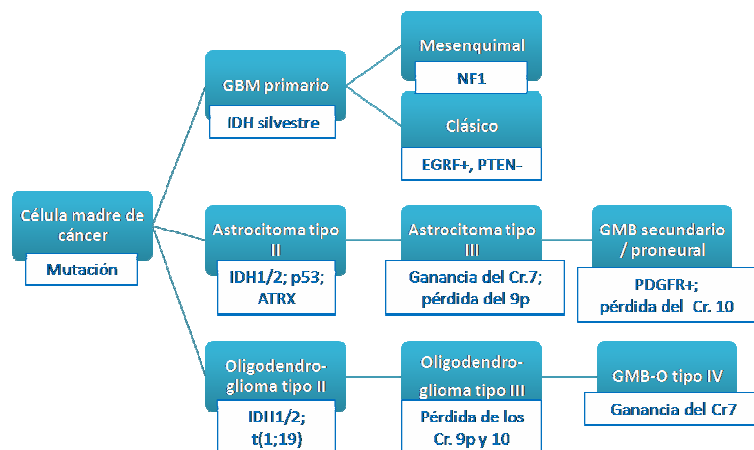 Mesenquimal
NF1
GBM primario
IDH silvestre
Clásico
EGRF+, PTEN-
Célula madre de
cáncer
Mutación
Astrocitoma tipo
II
IDH1/2; p53;
ATRX
Astrocitoma tipo
III
Ganancia del Cr.7;
pérdida del 9p
GMB secundario
/ proneural
PDGFR+;
pérdida del Cr. 10
Oligodendro-
glioma tipo II
IDH1/2;
t(1;19)
Oligodendro-
glioma tipo III
Pérdida de los
Cr. 9p y 10
GMB-O tipo IV
Ganancia del Cr7